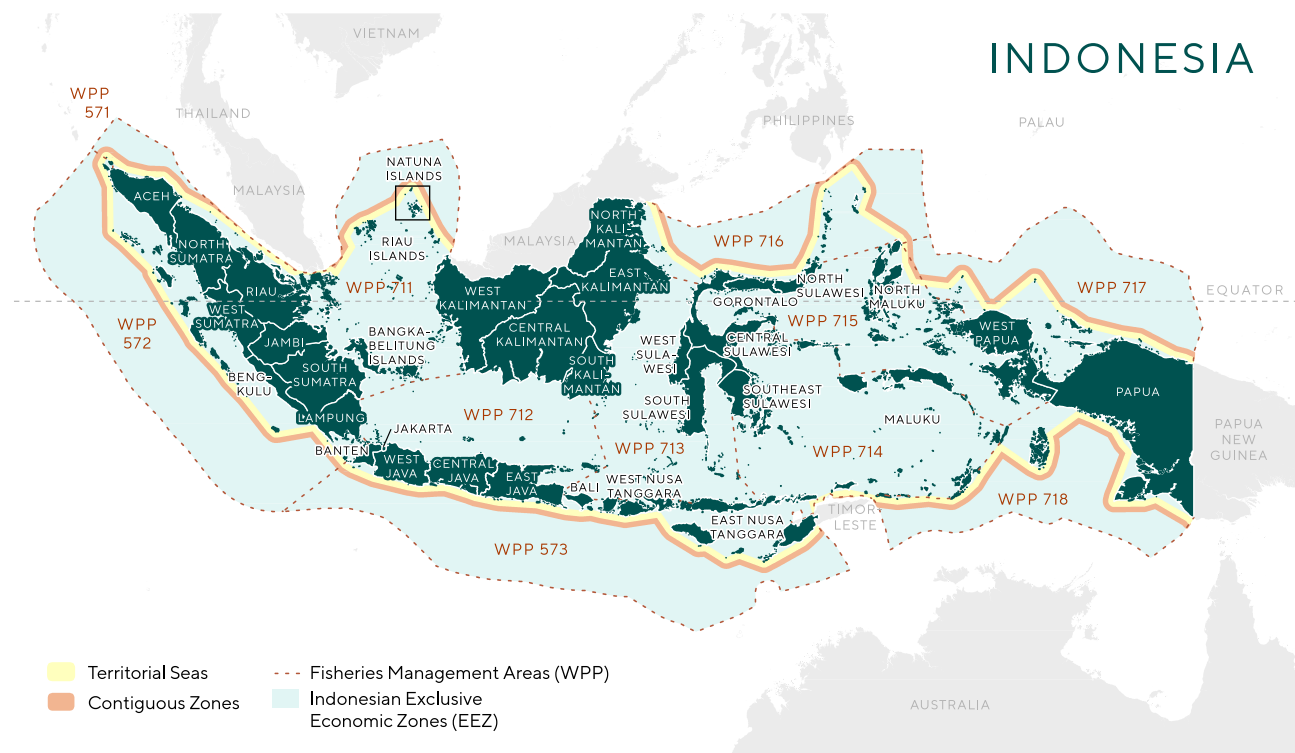 INDONESIA
VIETNAM
WPP
571
THAILAND
PHILIPPINES
PALAU
NATUNA
ISLANDS
MALAYSIA
ACEH
NORTH
SUMATRA
RIAU
ISLANDS
MALAYSIA
NORTH
KALI-
MANTAN
WPP 716
EAST
KALIMANTAN
RIAU
WPP 711
WEST
KALIMANTAN
NORTH
SULAWESI
GORONTALO
NORTH
MALUKU
WPP 717
EQUATOR
WPP
572
WEST
SUMATRA
JAMBI
BANGKA-
BELITUNG
ISLANDS
CENTRAL
KALIMANTAN
WEST
SULA-
WESI
CENTRAL
SULAWESI
WPP 715
WEST
PAPUA
BENG-
KULU
SOUTH
SUMATRA
SOUTH
KALI-
MANTAN
SOUTH
SULAWESI
SOUTHEAST
SULAWESI
PAPUA
LAMPUNG
WPP 712
MALUKU
JAKARTA
BANTEN
WPP 713
WPP 714
PAPUA
NEW
GUINEA
WEST
JAVA
CENTRAL
JAVA
EAST
JAVA
BALI
WEST NUSA
TANGGARA
WPP 718
TIMOR-
LESTE
EAST NUSA
TANGGARA
WPP 573
AUSTRALIA
Territorial Seas
Contiguous Zones
Fisheries Management Areas (WPP)
Indonesian Exclusive
Economic Zones (EEZ)